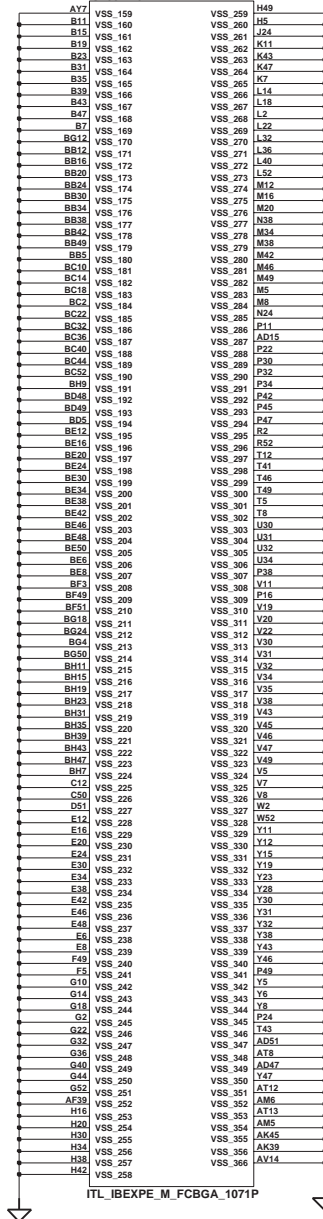 AY7 VSS_159 VSS_259 H49
B11 VSS_160 VSS_260 H5
B15 VSS_161 VSS_261 J24
B19 VSS_162 VSS_262 K11
B23 VSS_163 VSS_263 K43
B31 VSS_164 VSS_264 K47
B35 VSS_165 VSS_265 K7
B39 VSS_166 VSS_266 L14
B43 VSS_167 VSS_267 L18
B47 VSS_168 VSS_268 L2
B7 VSS_169 VSS_269 L22
BG12 VSS_170 VSS_270 L32
BB12 VSS_171 VSS_271 L36
BB16 VSS_172 VSS_272 L40
BB20 VSS_173 VSS_273 L52
BB24 VSS_174 VSS_274 M12
BB30 VSS_175 VSS_275 M16
BB34 VSS_176 VSS_276 M20
BB38 VSS_177 VSS_277 N38
BB42 VSS_178 VSS_278 M34
BB49 VSS_179 VSS_279 M38
BB5 VSS_180 VSS_280 M42
BC10 VSS_181 VSS_281 M46
BC14 VSS_182 VSS_282 M49
BC18 VSS_183 VSS_283 M5
BC2 VSS_184 VSS_284 M8
BC22 VSS_185 VSS_285 N24
BC32 VSS_186 VSS_286 P11
BC36 VSS_187 VSS_287 AD15
BC40 VSS_188 VSS_288 P22
BC44 VSS_189 VSS_289 P30
BC52 VSS_190 VSS_290 P32
BH9 VSS_191 VSS_291 P34
BD48 VSS_192 VSS_292 P42
BD49 VSS_193 VSS_293 P45
BD5 VSS_194 VSS_294 P47
BE12 VSS_195 VSS_295 R2
BE16 VSS_196 VSS_296 R52
BE20 VSS_197 VSS_297 T12
BE24 VSS_198 VSS_298 T41
BE30 VSS_199 VSS_299 T46
BE34 VSS_200 VSS_300 T49
BE38 VSS_201 VSS_301 T5
BE42 VSS_202 VSS_302 T8
BE46 VSS_203 VSS_303 U30
BE48 VSS_204 VSS_304 U31
BE50 VSS_205 VSS_305 U32
BE6 VSS_206 VSS_306 U34
BE8 VSS_207 VSS_307 P38
BF3 VSS_208 VSS_308 V11
BF49 VSS_209 VSS_309 P16
BF51 VSS_210 VSS_310 V19
BG18 VSS_211 VSS_311 V20
BG24 VSS_212 VSS_312 V22
BG4 VSS_213 VSS_313 V30
BG50 VSS_214 VSS_314 V31
BH11 VSS_215 VSS_315 V32
BH15 VSS_216 VSS_316 V34
BH19 VSS_217 VSS_317 V35
BH23 VSS_218 VSS_318 V38
BH31 VSS_219 VSS_319 V43
BH35 VSS_220 VSS_320 V45
BH39 VSS_221 VSS_321 V46
BH43 VSS_222 VSS_322 V47
BH47 VSS_223 VSS_323 V49
BH7 VSS_224 VSS_324 V5
C12 VSS_225 VSS_325 V7
C50 VSS_226 VSS_326 V8
D51 VSS_227 VSS_327 W2
E12 VSS_228 VSS_328 W52
E16 VSS_229 VSS_329 Y11
E20 VSS_230 VSS_330 Y12
E24 VSS_231 VSS_331 Y15
E30 VSS_232 VSS_332 Y19
E34 VSS_233 VSS_333 Y23
E38 VSS_234 VSS_334 Y28
E42 VSS_235 VSS_335 Y30
E46 VSS_236 VSS_336 Y31
E48 VSS_237 VSS_337 Y32
E6 VSS_238 VSS_338 Y38
E8 VSS_239 VSS_339 Y43
F49 VSS_240 VSS_340 Y46
F5 VSS_241 VSS_341 P49
G10 VSS_242 VSS_342 Y5
G14 VSS_243 VSS_343 Y6
G18 VSS_244 VSS_344 Y8
G2 VSS_245 VSS_345 P24
G22 VSS_246 VSS_346 T43
G32 VSS_247 VSS_347 AD51
G36 VSS_248 VSS_348 AT8
G40 VSS_249 VSS_349 AD47
G44 VSS_250 VSS_350 Y47
G52 VSS_251 VSS_351 AT12
AF39 VSS_252 VSS_352 AM6
H16 VSS_253 VSS_353 AT13
H20 VSS_254 VSS_354 AM5
H30 VSS_255 VSS_355 AK45
H34 VSS_256 VSS_356 AK39
H38 VSS_257 VSS_366 AV14
H42 VSS_258
ITL_IBEXPE_M_FCBGA_1071P